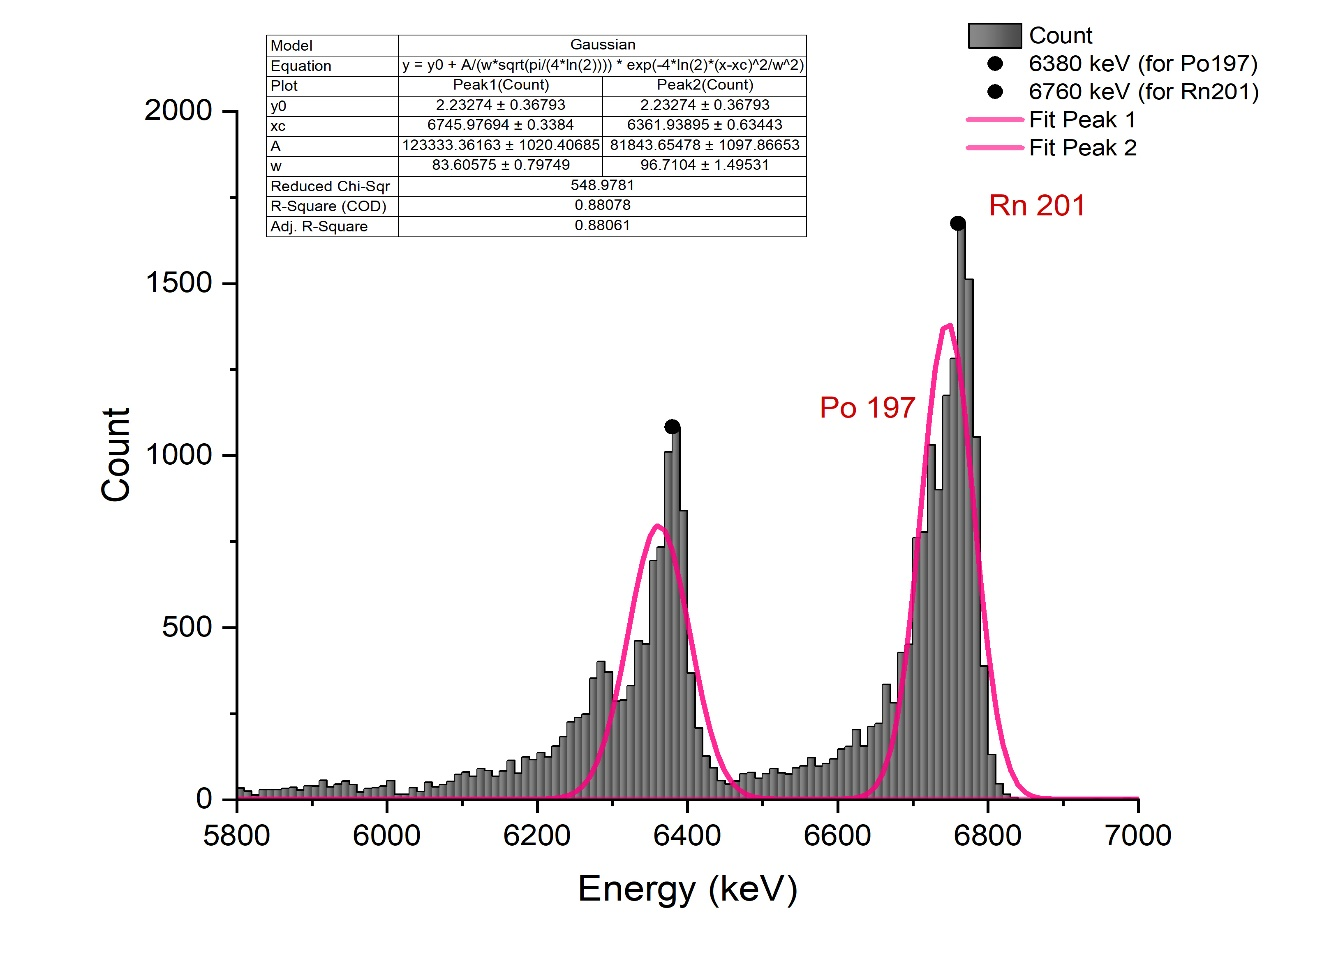 Model Gaussian
Equation y = y0 + A/(w*sqrt(pi/(4*ln(2)))) * exp(-4*ln(2)*(x-xc)^2/w^2)
Plot Peak1(Count) Peak2(Count)
y0 2.23274 ± 0.36793 2.23274 ± 0.36793
xc 6745.97694 ± 0.3384 6361.93895 ± 0.63443
A 123333.36163 ± 1020.40685 81843.65478 ± 1097.86653
w 83.60575 ± 0.79749 96.7104 ± 1.49531
Reduced Chi-Sqr 548.9781
R-Square (COD) 0.88078
Adj. R-Square 0.88061
Count
6380 keV (for Po197)
6760 keV (for Rn201)
Fit Peak 1
Fit Peak 2
Rn 201
Po 197
2000
1500
1000
500
0
Count
5800 6000 6200 6400 6600 6800 7000
Energy (keV)